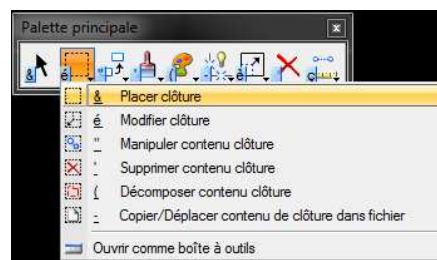 Palette principale
& é " ' ( - è ç
& Placer clôture
é Modifier clôture
" Manipuler contenu clôture
' Supprimer contenu clôture
( Décomposer contenu clôture
- Copier/Déplacer contenu de clôture dans fichier
Ouvrir comme boîte à outils